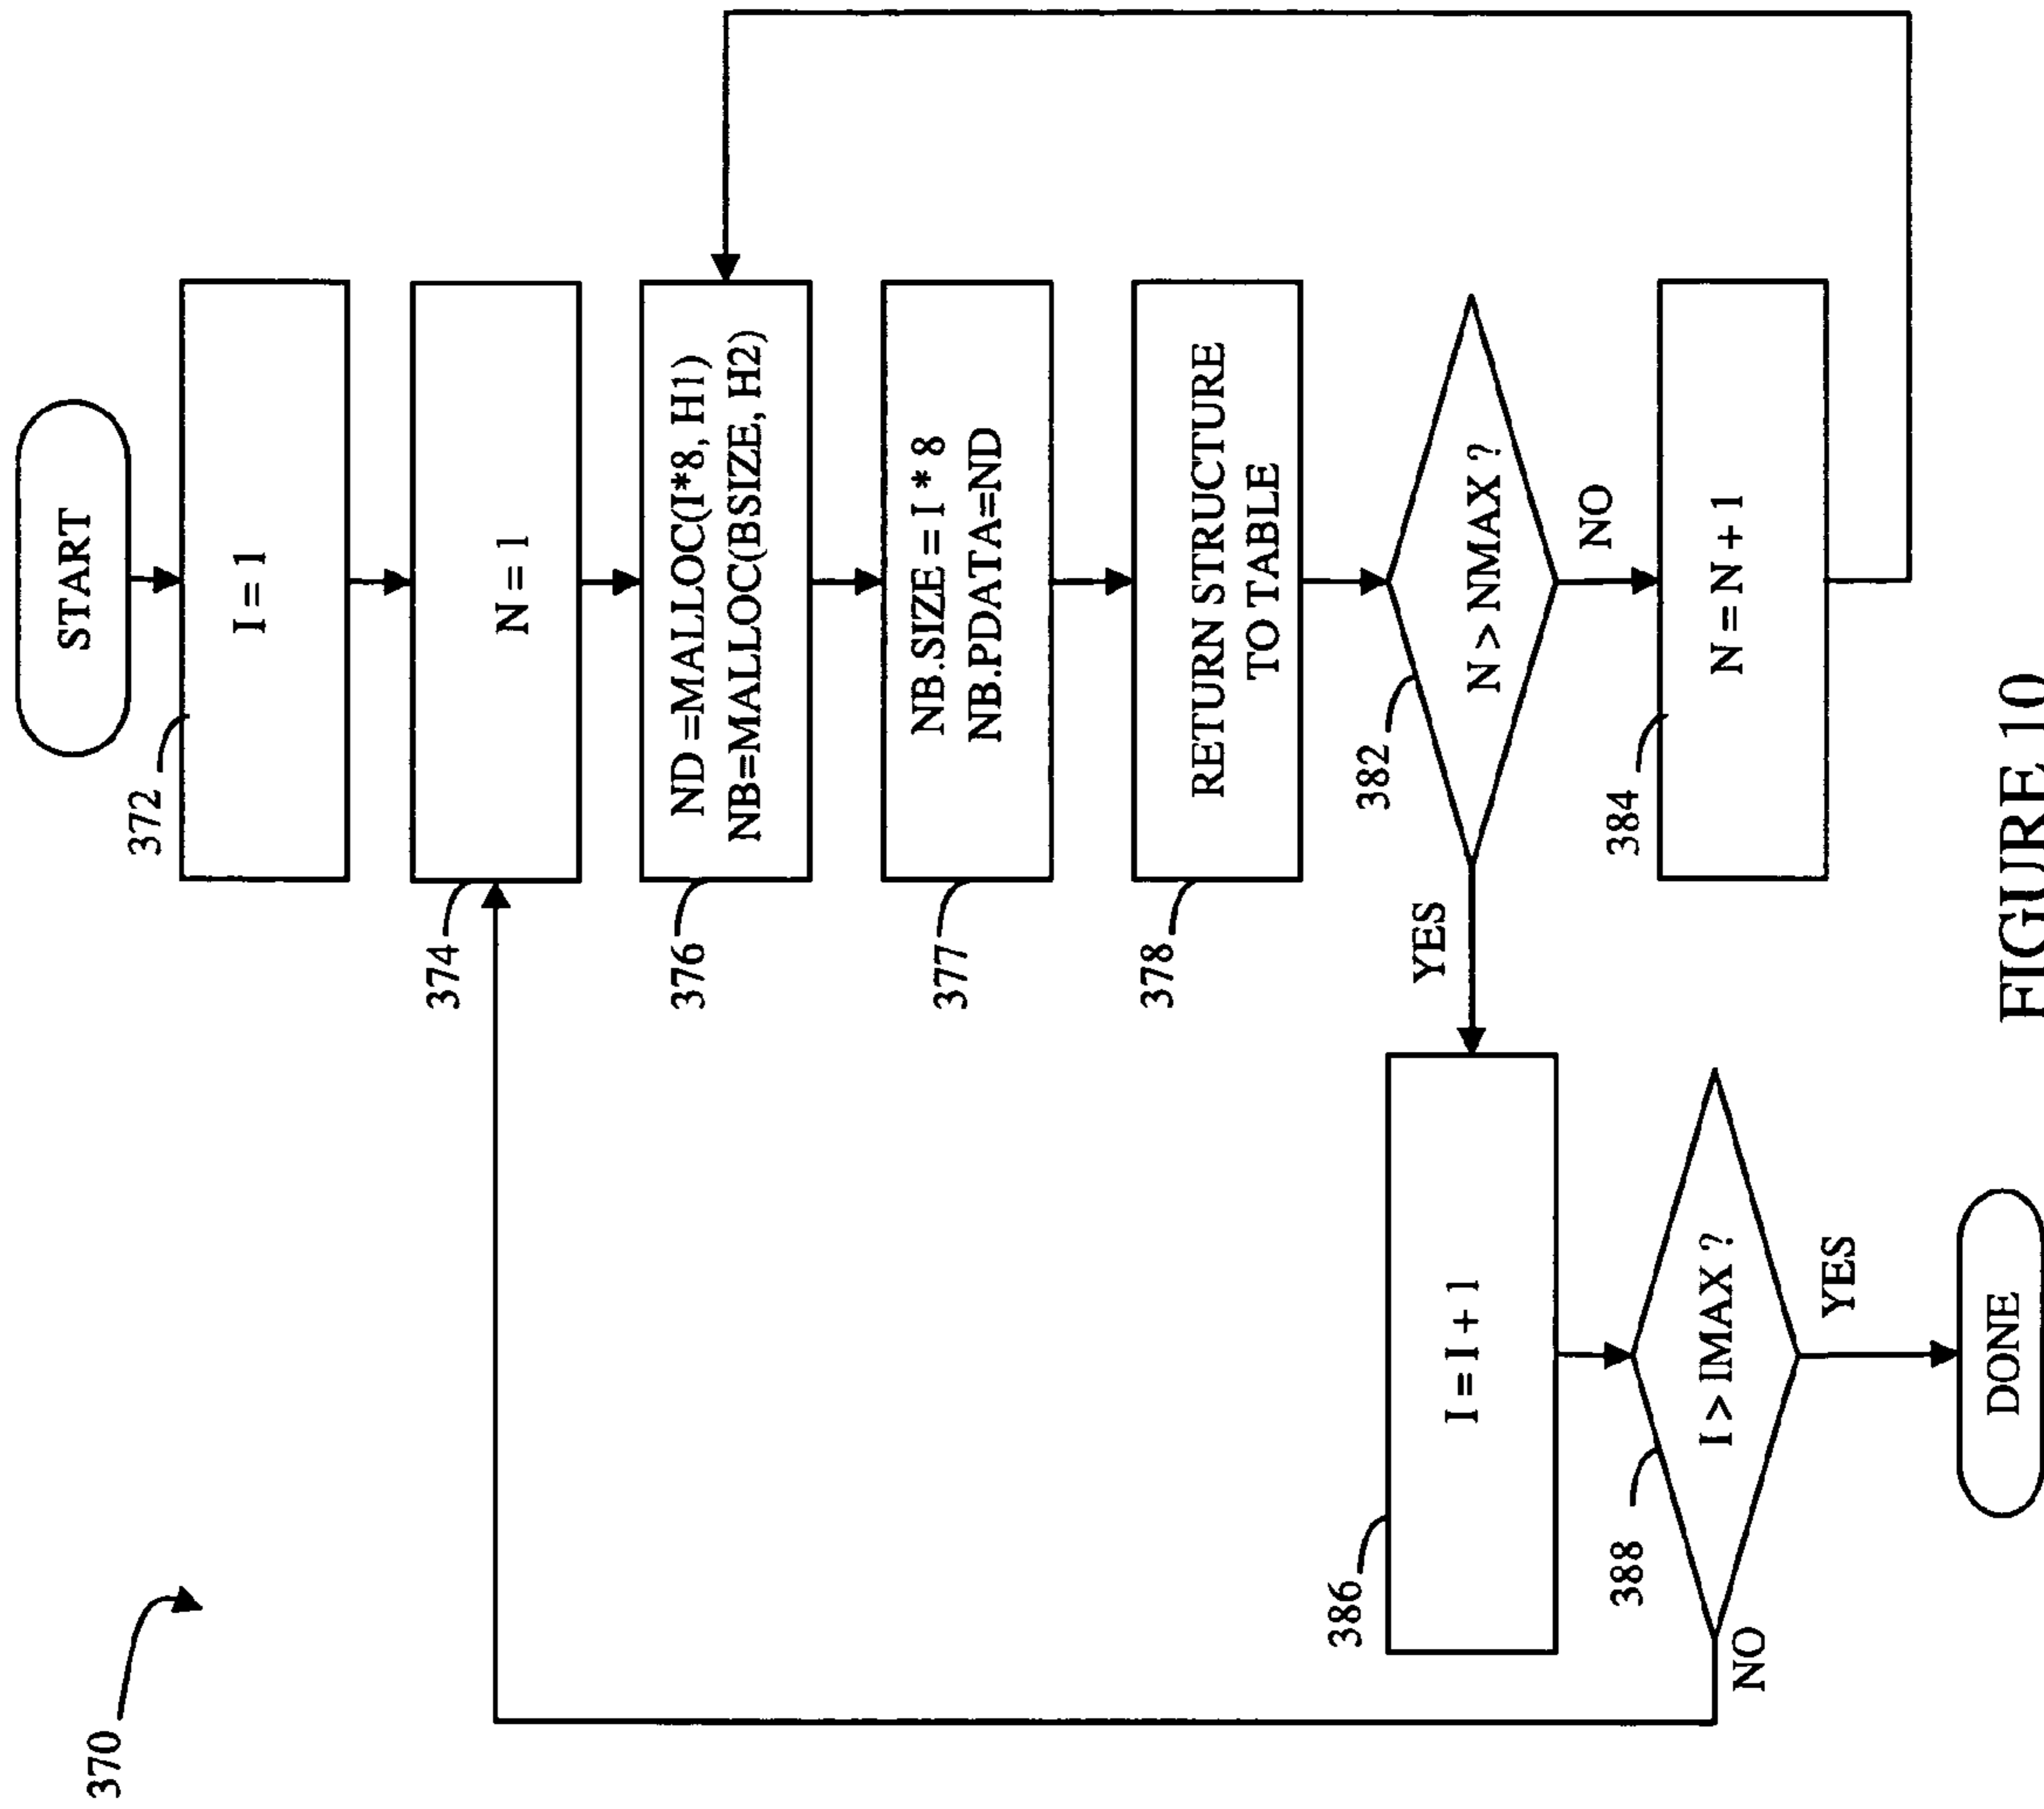 370
START
372
I = 1
374
N = 1
376
ND =MALLOC(I*8, H1)
NB=MALLOC(BSIZE, H2)
377
NB.SIZE = I * 8
NB.PDATA=ND
378
RETURN STRUCTURE
TO TABLE
382
N > NMAX ?
YES
NO
384
N = N + 1
386
I = I + 1
388
I > IMAX ?
NO
YES
DONE
FIGURE 10